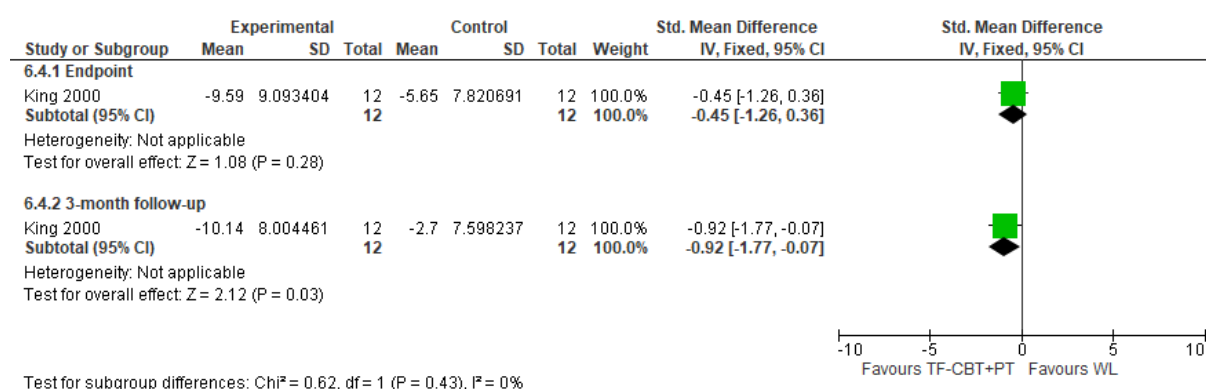 Experimental Control Std. Mean Difference Std. Mean Difference
Study or Subgroup Mean SD Total Mean SD Total Weight IV, Fixed, 95% CI IV, Fixed, 95% CI
6.4.1 Endpoint
King 2000 -9.59 9.093404 12 -5.65 7.820691 12 100.0% -0.45 [-1.26, 0.36]
Subtotal (95% CI) 12 12 100.0% -0.45 [-1.26, 0.36]
Heterogeneity: Not applicable
Test for overall effect: Z = 1.08 (P = 0.28)
6.4.2 3-month follow-up
King 2000 -10.14 8.004461 12 -2.7 7.598237 12 100.0% -0.92 [-1.77, -0.07]
Subtotal (95% CI) 12 12 100.0% -0.92 [-1.77, -0.07]
Heterogeneity: Not applicable
Test for overall effect: Z = 2.12 (P = 0.03)
-10 -5 0 5 10
Favours TF-CBT+PT Favours WL
Test for subgroup differences: Chi² = 0.62, df = 1 (P = 0.43), I² = 0%